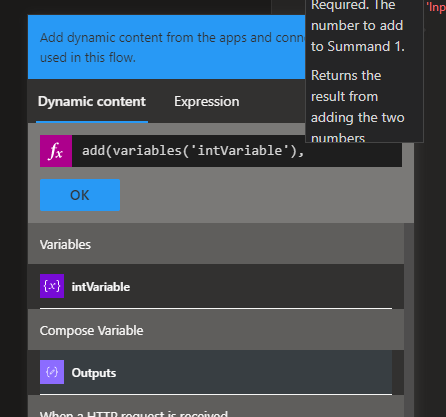 Required. The
number to add
to Summand 1.
Returns the
result from
adding the two
numbers
'Inp
Add dynamic content from the apps and conne
used in this flow.
Dynamic content
Expression
fx
add(variables('intVariable'),
OK
Variables
{x} intVariable
Compose Variable
Outputs
When a HTTP request is received